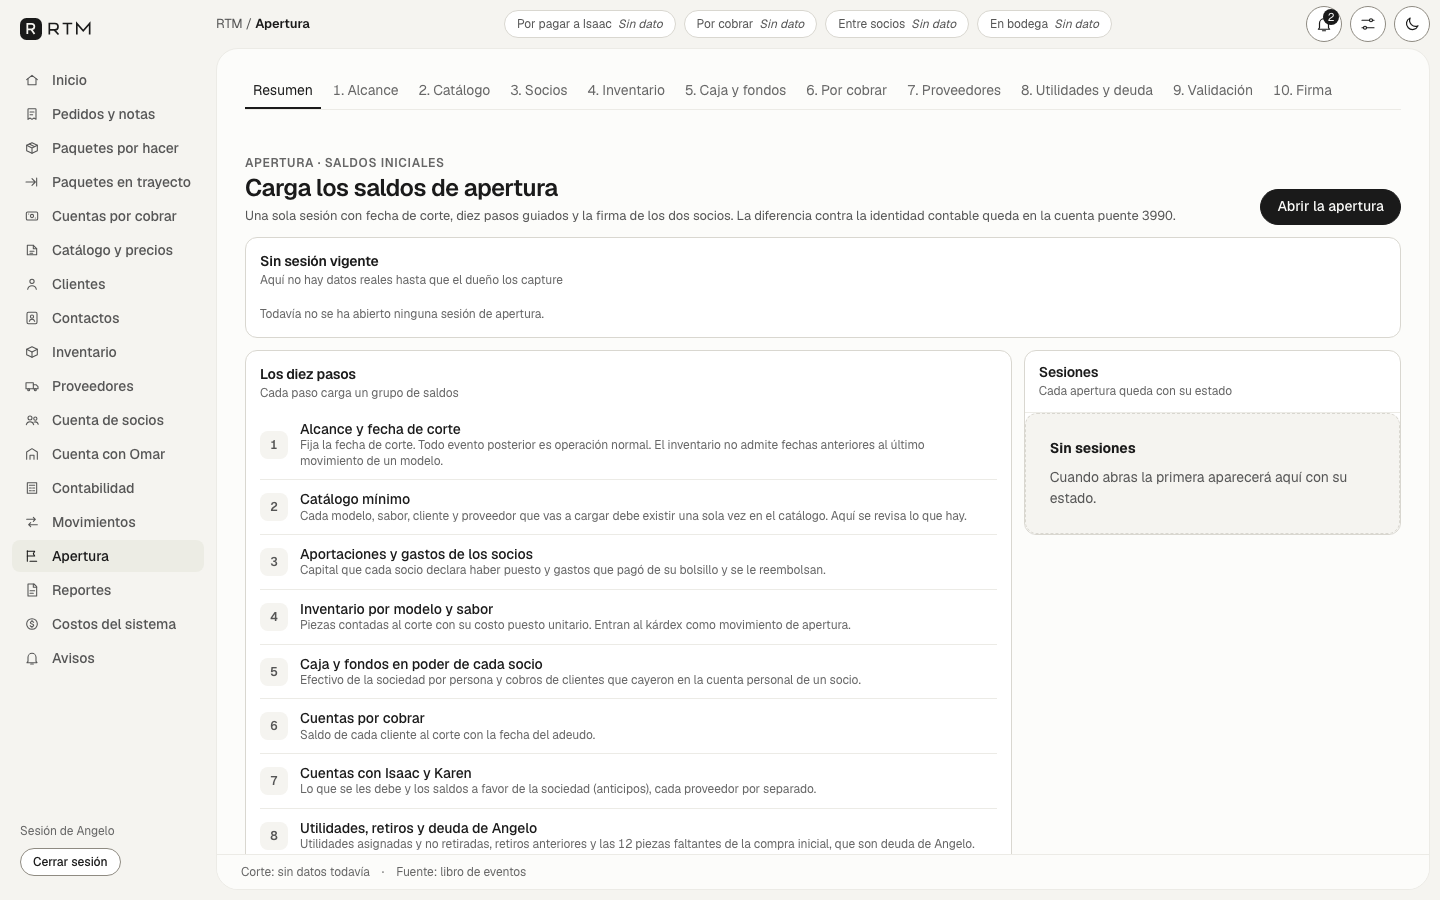 R RTM
RTM / Apertura
Por pagar a Isaac Sin dato
Por cobrar Sin dato
Entre socios Sin dato
En bodega Sin dato
2
Inicio
Pedidos y notas
Paquetes por hacer
Paquetes en trayecto
Cuentas por cobrar
Catálogo y precios
Clientes
Contactos
Inventario
Proveedores
Cuenta de socios
Cuenta con Omar
Contabilidad
Movimientos
Apertura
Reportes
Costos del sistema
Avisos
Sesión de Angelo
Cerrar sesión
Resumen
1. Alcance
2. Catálogo
3. Socios
4. Inventario
5. Caja y fondos
6. Por cobrar
7. Proveedores
8. Utilidades y deuda
9. Validación
10. Firma
APERTURA · SALDOS INICIALES
Carga los saldos de apertura
Una sola sesión con fecha de corte, diez pasos guiados y la firma de los dos socios. La diferencia contra la identidad contable queda en la cuenta puente 3990.
Abrir la apertura
Sin sesión vigente
Aquí no hay datos reales hasta que el dueño los capture
Todavía no se ha abierto ninguna sesión de apertura.
Los diez pasos
Cada paso carga un grupo de saldos
1
Alcance y fecha de corte
Fija la fecha de corte. Todo evento posterior es operación normal. El inventario no admite fechas anteriores al último
movimiento de un modelo.
2
Catálogo mínimo
Cada modelo, sabor, cliente y proveedor que vas a cargar debe existir una sola vez en el catálogo. Aquí se revisa lo que hay.
3
Aportaciones y gastos de los socios
Capital que cada socio declara haber puesto y gastos que pagó de su bolsillo y se le reembolsan.
4
Inventario por modelo y sabor
Piezas contadas al corte con su costo puesto unitario. Entran al kárdex como movimiento de apertura.
5
Caja y fondos en poder de cada socio
Efectivo de la sociedad por persona y cobros de clientes que cayeron en la cuenta personal de un socio.
6
Cuentas por cobrar
Saldo de cada cliente al corte con la fecha del adeudo.
7
Cuentas con Isaac y Karen
Lo que se les debe y los saldos a favor de la sociedad (anticipos), cada proveedor por separado.
8
Utilidades, retiros y deuda de Angelo
Utilidades asignadas y no retiradas, retiros anteriores y las 12 piezas faltantes de la compra inicial, que son deuda de Angelo.
Sesiones
Cada apertura queda con su estado
Sin sesiones
Cuando abras la primera aparecerá aquí con su
estado.
Corte: sin datos todavía · Fuente: libro de eventos